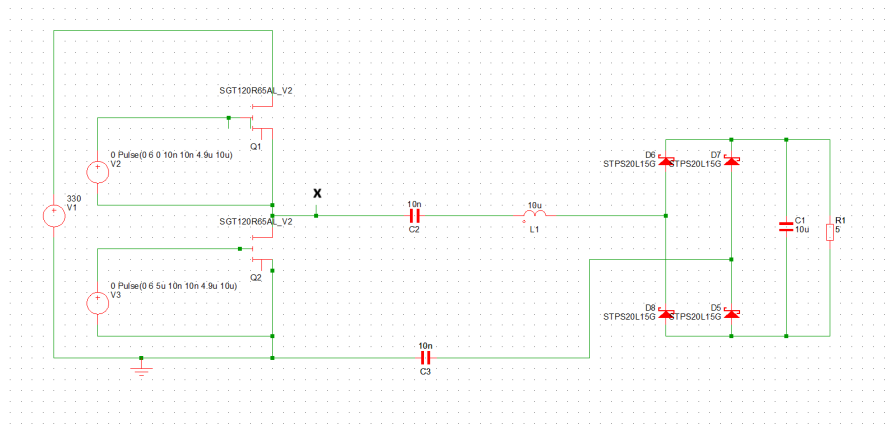 SGT120R65AL_V2
Q1
0 Pulse(0 6 0 10n 10n 4.9u 10u)
V2
330
V1
X
SGT120R65AL_V2
Q2
0 Pulse(0 6 5u 10n 10n 4.9u 10u)
V3
10n
C2
10u
L1
D6
STPS20L15G
D7
STPS20L15G
C1
10u
R1
5
D8
STPS20L15G
D5
STPS20L15G
10n
C3